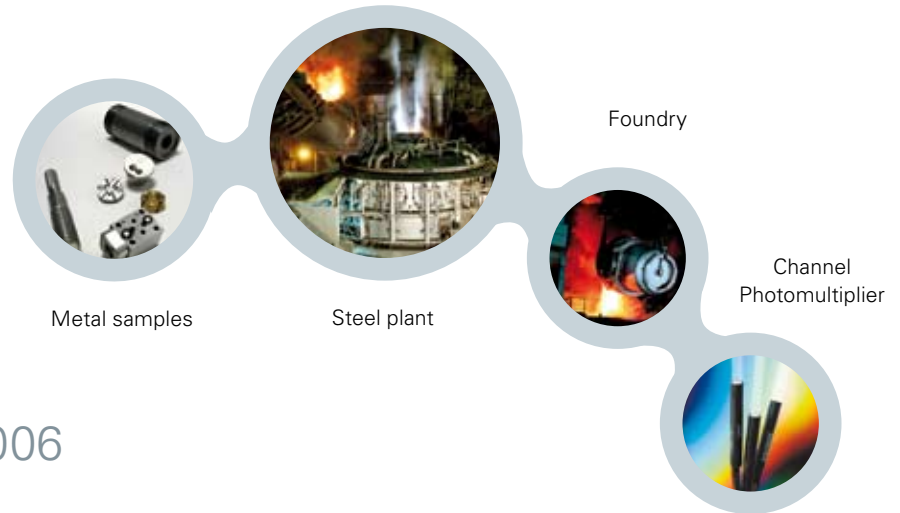 Foundry
Channel
Photomultiplier
Metal samples
Steel plant
006